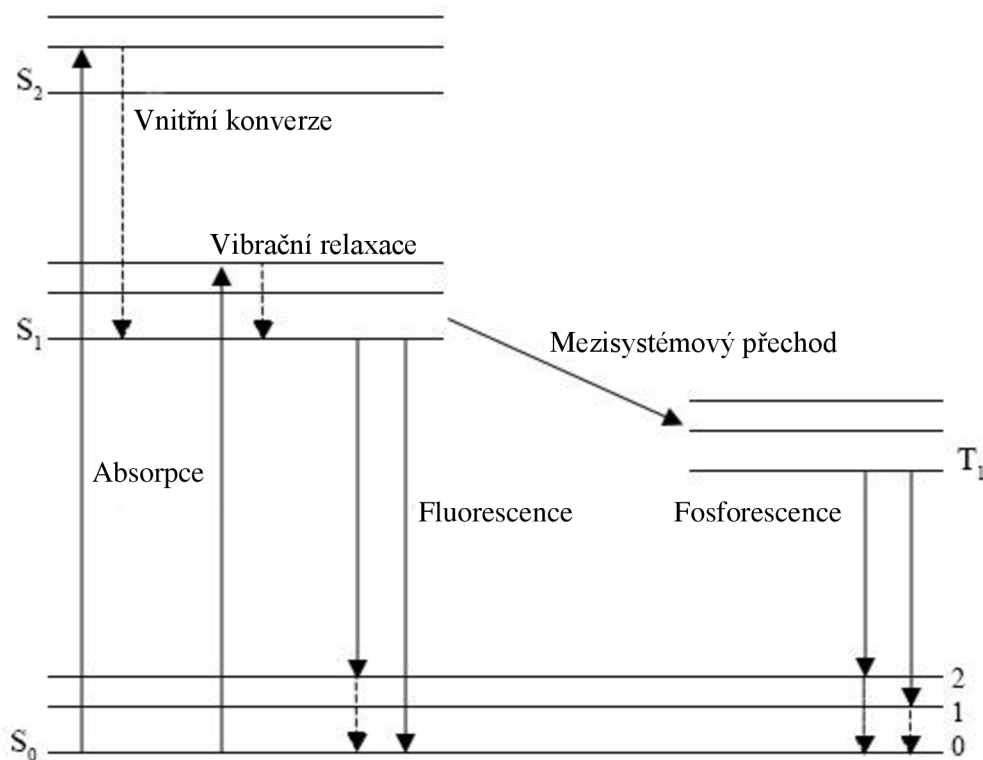 S2
Vnitřní konverze
Vibrační relaxace
S1
Mezisystémový přechod
T1
Absorpce
Fluorescence
Fosforescence
2
1
S0
0